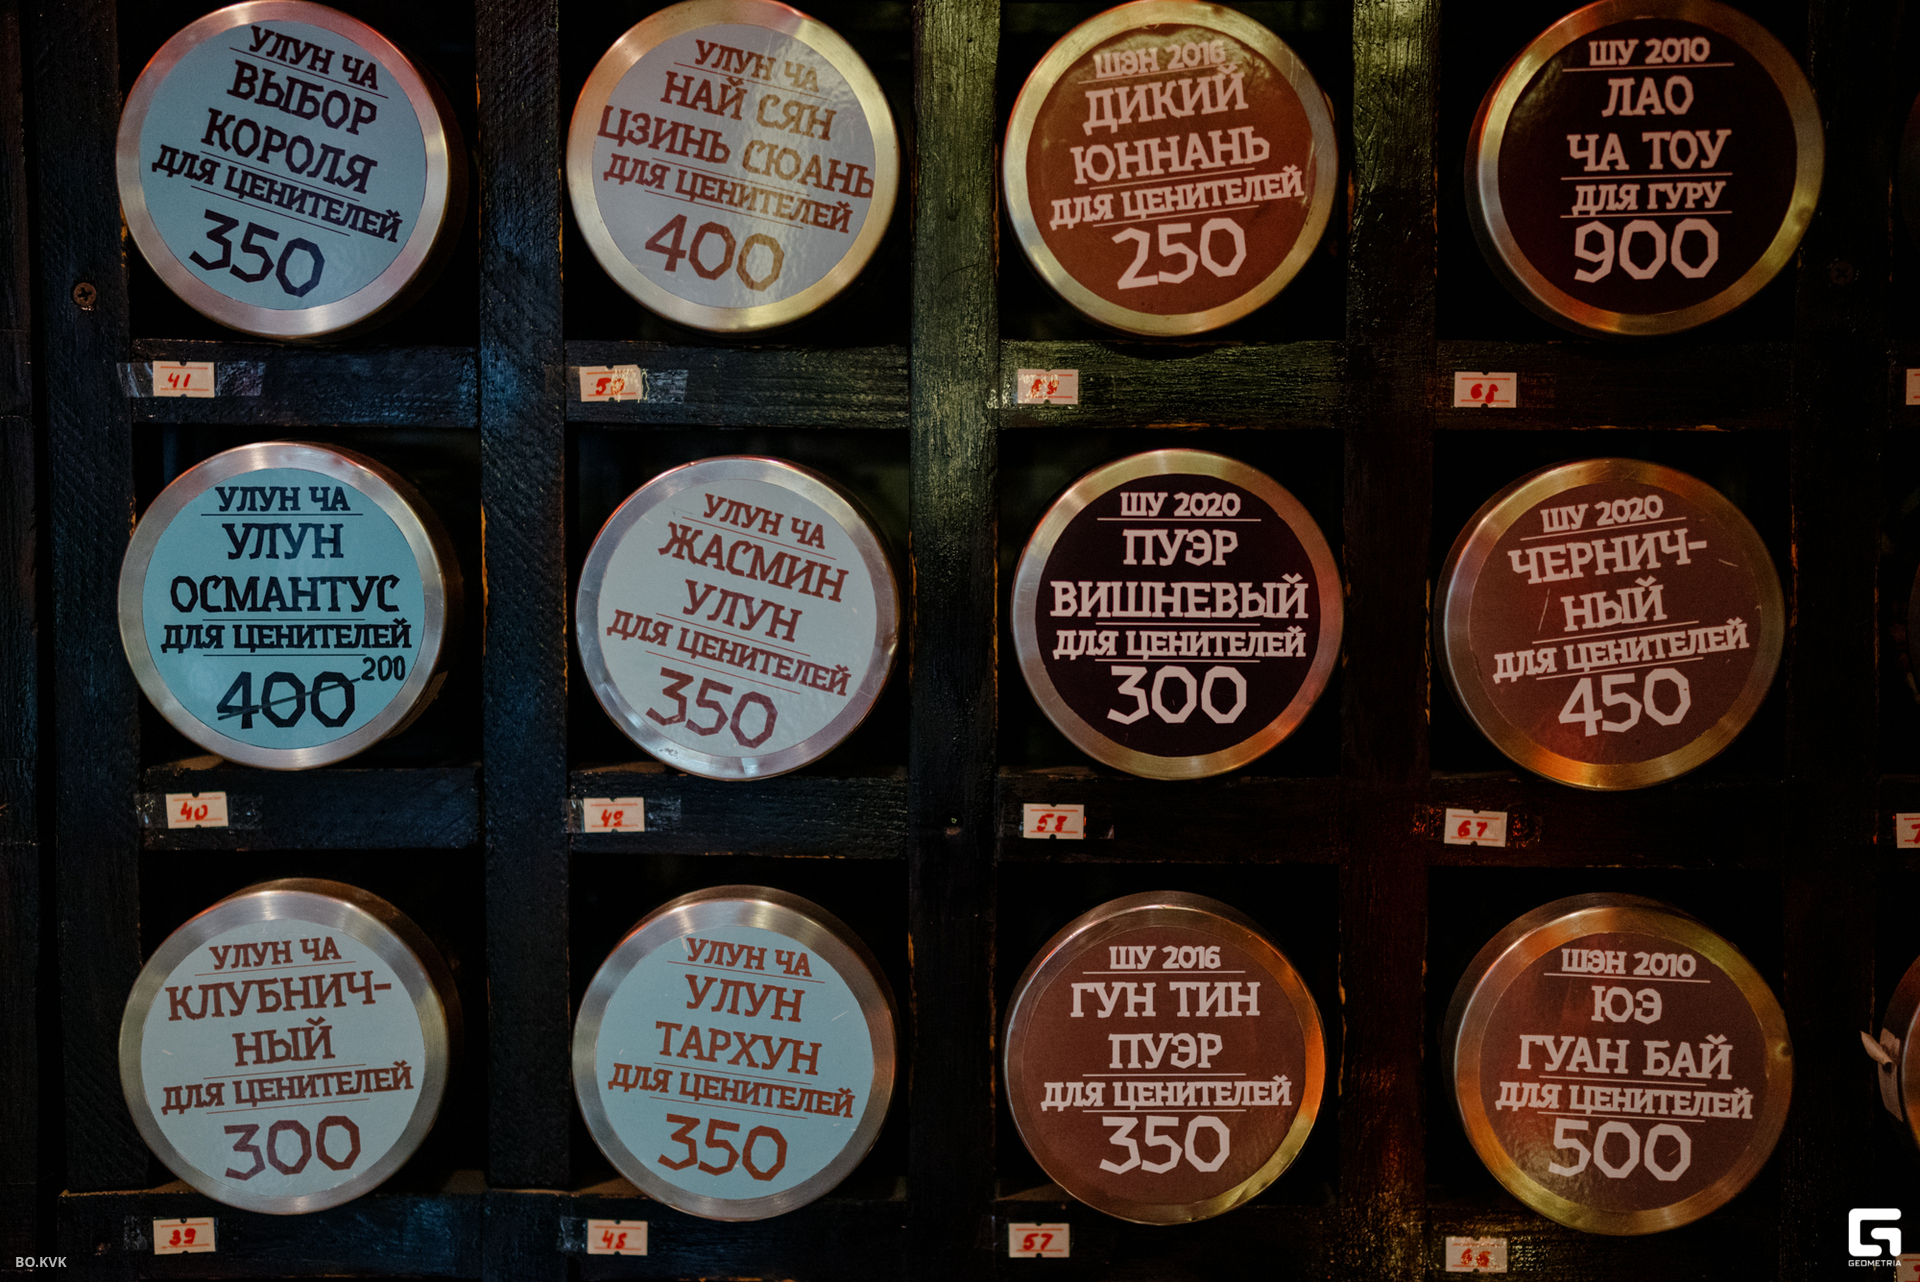 УЛУН ЧА
ВЫБОР
КОРОЛЯ
ДЛЯ ЦЕНИТЕЛЕЙ
350
УЛУН ЧА
НАЙ СЯН
ЦЗИНЬ СЮАНЬ
ДЛЯ ЦЕНИТЕЛЕЙ
400
ШЭН 2016
ДИКИЙ
ЮННАНЬ
ДЛЯ ЦЕНИТЕЛЕЙ
250
ШУ 2010
ЛАО
ЧА ТОУ
ДЛЯ ГУРУ
900
41
68
УЛУН ЧА
УЛУН
ОСМАНТУС
ДЛЯ ЦЕНИТЕЛЕЙ
400 200
УЛУН ЧА
ЖАСМИН
УЛУН
ДЛЯ ЦЕНИТЕЛЕЙ
350
ШУ 2020
ПУЭР
ВИШНЕВЫЙ
ДЛЯ ЦЕНИТЕЛЕЙ
300
ШУ 2020
ЧЕРНИЧ-
НЫЙ
ДЛЯ ЦЕНИТЕЛЕЙ
450
40
49
58
67
УЛУН ЧА
КЛУБНИЧ-
НЫЙ
ДЛЯ ЦЕНИТЕЛЕЙ
300
УЛУН ЧА
УЛУН
ТАРХУН
ДЛЯ ЦЕНИТЕЛЕЙ
350
ШУ 2016
ГУН ТИН
ПУЭР
ДЛЯ ЦЕНИТЕЛЕЙ
350
ШЭН 2010
ЮЭ
ГУАН БАЙ
ДЛЯ ЦЕНИТЕЛЕЙ
500
39
48
57
66
BO.KVK
GEOMETRIA